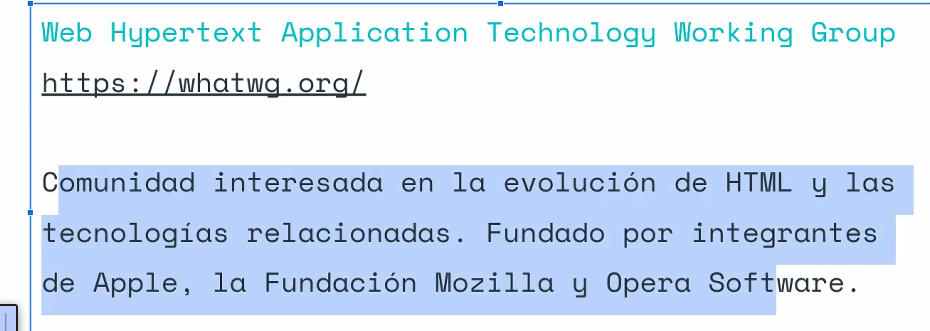 Web Hypertext Application Technology Working Group
https://whatwg.org/
Comunidad interesada en la evolución de HTML y las
tecnologías relacionadas. Fundado por integrantes
de Apple, la Fundación Mozilla y Opera Software.